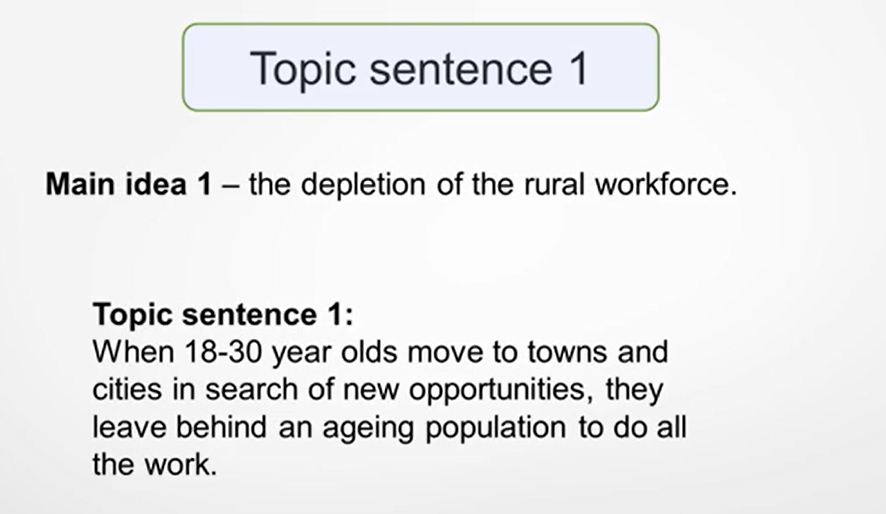 Topic sentence 1
Main idea 1 – the depletion of the rural workforce.
Topic sentence 1:
When 18-30 year olds move to towns and
cities in search of new opportunities, they
leave behind an ageing population to do all
the work.